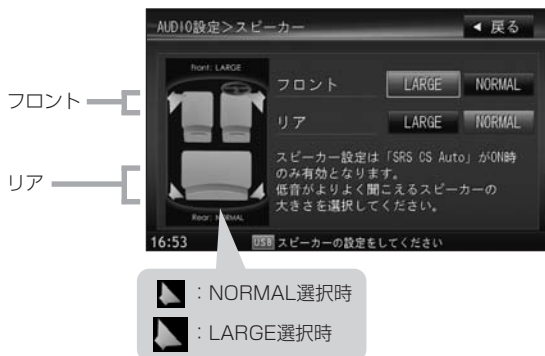 AUDIO設定＞スピーカー
◀ 戻る
front: LARGE
フロント
フロント LARGE NORMAL
リア
リア LARGE NORMAL
スピーカー設定は「SRS CS Auto」がON時
のみ有効となります。
低音がよりよく聞こえるスピーカーの
大きさを選択してください。
Rear: NORMAL
16:53 USB スピーカーの設定をしてください
：NORMAL選択時
：LARGE選択時